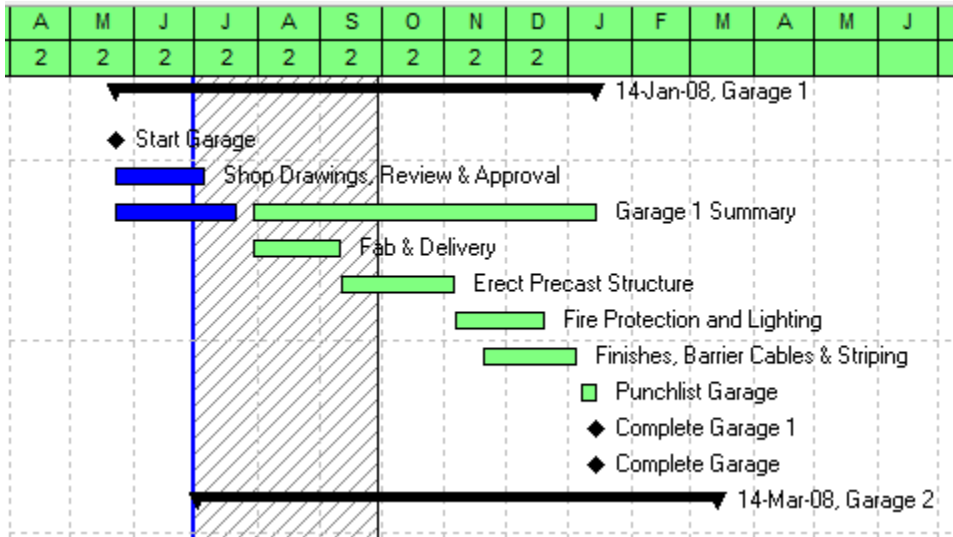 A M J J A S O N D J F M A M J
2 2 2 2 2 2 2 2 2
14-Jan-08, Garage 1
Start Garage
Shop Drawings, Review & Approval
Garage 1 Summary
Fab & Delivery
Erect Precast Structure
Fire Protection and Lighting
Finishes, Barrier Cables & Striping
Punchlist Garage
Complete Garage 1
Complete Garage
14-Mar-08, Garage 2